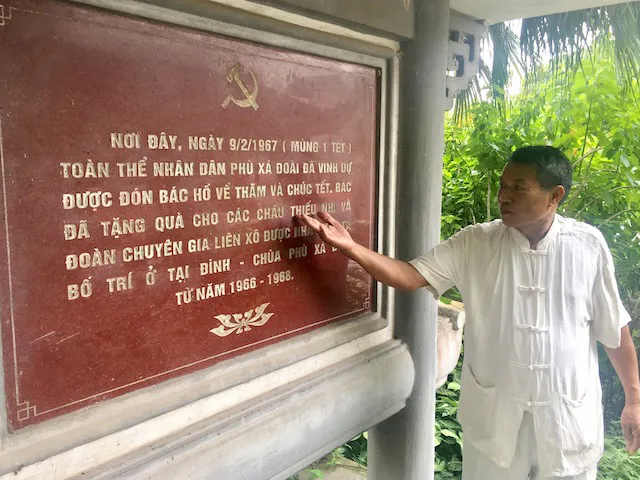 NƠI ĐÂY, NGÀY 9/2/1967 ( MÙNG 1 TẾT )
TOÀN THỂ NHÂN DÂN PHÙ XÁ ĐOÀI ĐÃ VINH DỰ
ĐƯỢC ĐÓN BÁC HỒ VỀ THĂM VÀ CHÚC TẾT. BÁC
ĐÃ TẶNG QUÀ CHO CÁC CHÁU THIẾU NHI VÀ
ĐOÀN CHUYÊN GIA LIÊN XÔ ĐƯỢC
BỐ TRÍ Ở TẠI ĐÌNH - CHÙA PHÙ XÁ
TỪ NĂM 1966 - 1968.